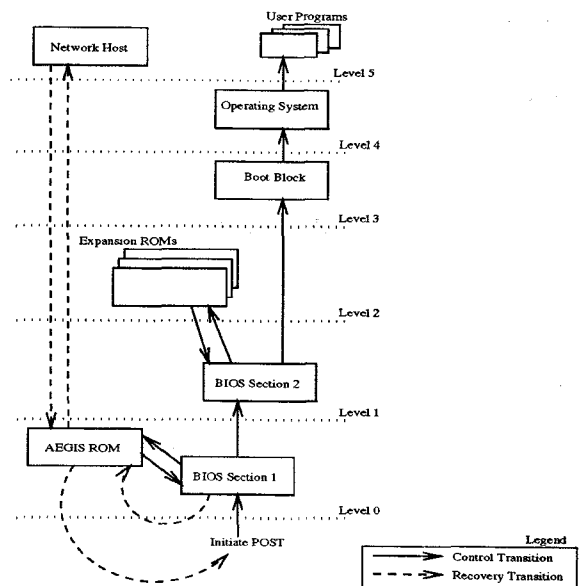 User Programs
Network Host
Level 5
Operating System
Level 4
Boot Block
Level 3
Expansion ROMs
Level 2
BIOS Section 2
Level 1
AEGIS ROM
BIOS Section 1
Level 0
Initiate POST
Legend
Control Transition
Recovery Transition